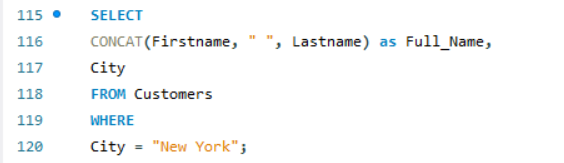 115 SELECT
116 CONCAT(Firstname, " ", Lastname) as Full_Name,
117 City
118 FROM Customers
119 WHERE
120 City = "New York";